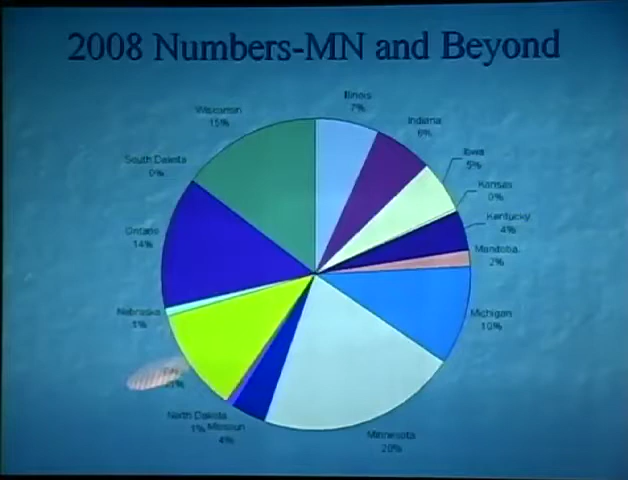 2008 Numbers-MN and Beyond
Illinois
7%
Wisconsin
15%
Indiana
6%
Iowa
5%
South Dakota
0%
Kansas
0%
Kentucky
4%
Ontario
14%
Manitoba
2%
Nebraska
1%
Michigan
10%
North Dakota
1%
Missouri
4%
Minnesota
20%